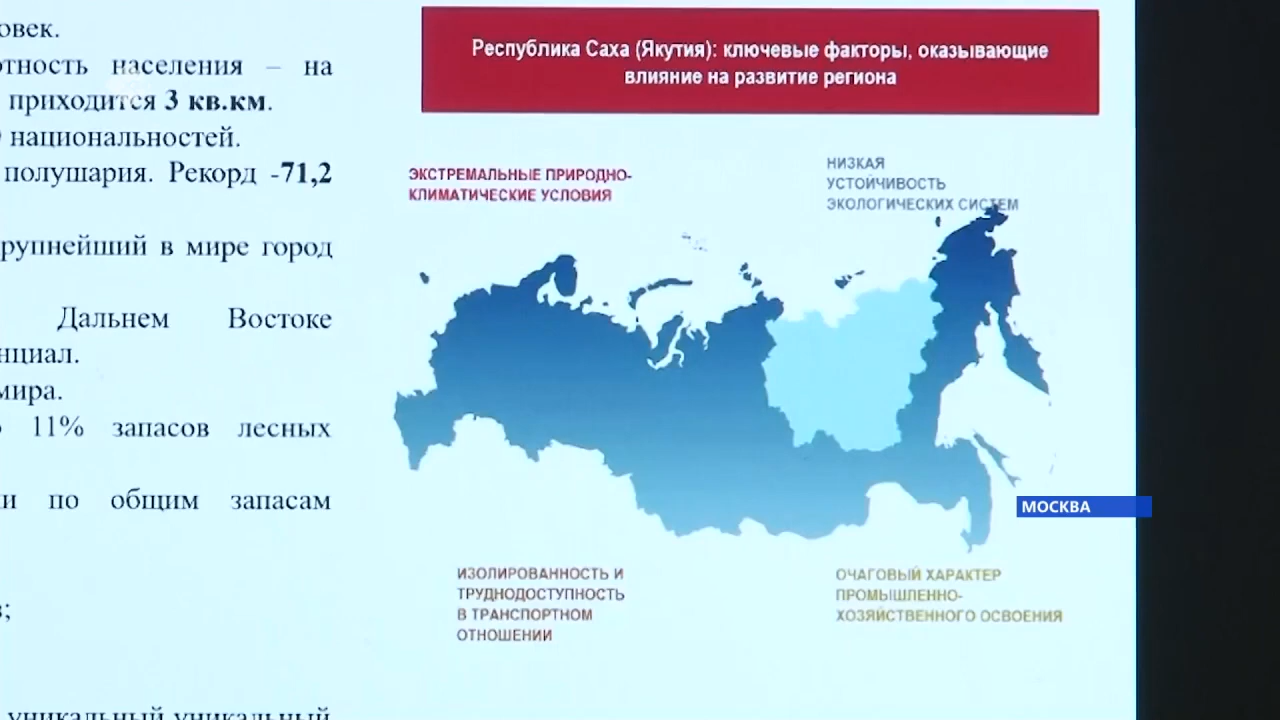 овек.
отность населения – на
приходится 3 кв.км.
национальностей.
полушария. Рекорд -71,2
рупнейший в мире город
Дальнем Востоке
нциал.
мира.
11% запасов лесных
и по общим запасам
в;
уникальный уникальный
Республика Саха (Якутия): ключевые факторы, оказывающие
влияние на развитие региона
ЭКСТРЕМАЛЬНЫЕ ПРИРОДНО-
КЛИМАТИЧЕСКИЕ УСЛОВИЯ
НИЗКАЯ
УСТОЙЧИВОСТЬ
ЭКОЛОГИЧЕСКИХ СИСТЕМ
МОСКВА
ИЗОЛИРОВАННОСТЬ И
ТРУДНОДОСТУПНОСТЬ
В ТРАНСПОРТНОМ
ОТНОШЕНИИ
ОЧАГОВЫЙ ХАРАКТЕР
ПРОМЫШЛЕННО-
ХОЗЯЙСТВЕННОГО ОСВОЕНИЯ